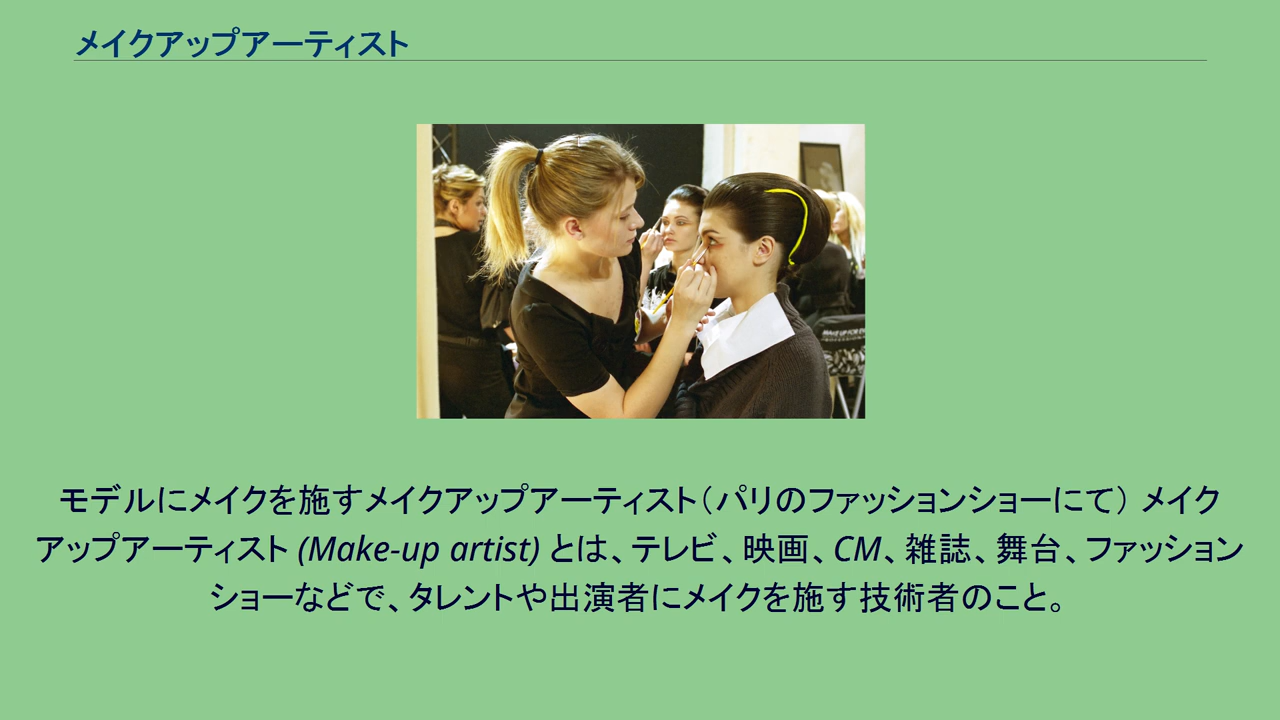 メイクアップアーティスト
MAKE UP FOR EVER
PROFESSIONAL
モデルにメイクを施すメイクアップアーティスト(パリのファッションショーにて) メイク
アップアーティスト (Make-up artist) とは、テレビ、映画、CM、雑誌、舞台、ファッション
ショーなどで、タレントや出演者にメイクを施す技術者のこと。